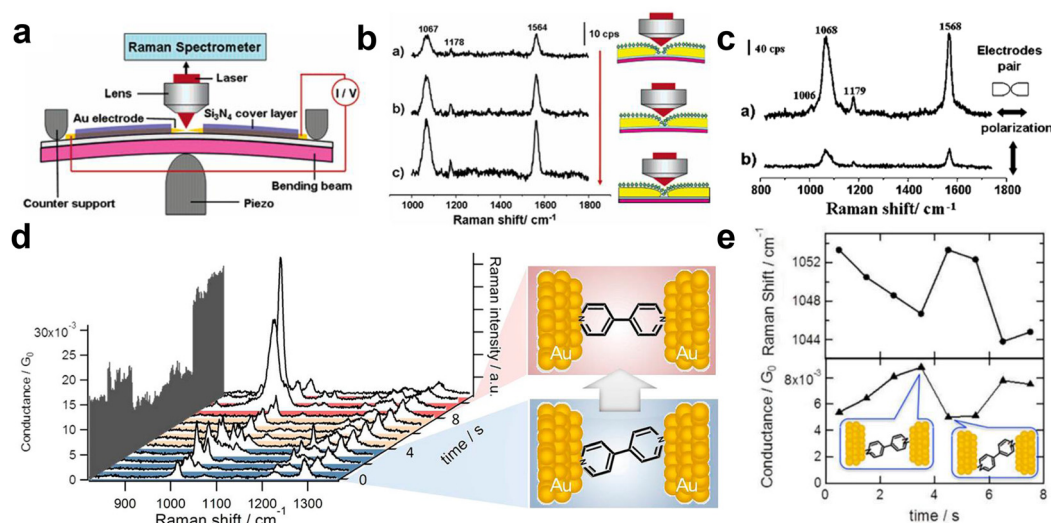 a
Raman Spectrometer
Laser
Lens
I / V
Au electrode
Si₃N₄ cover layer
Counter support
Piezo
Bending beam
b
1067
1178
1564
10 cps
a)
b)
c)
1000 1200 1400 1600 1800
Raman shift/ cm⁻¹
c
40 cps
1068
1568
1006
1179
a)
b)
Electrodes
pair
polarization
800 1000 1200 1400 1600 1800
Raman shift/ cm⁻¹
d
30x10⁻³
25
20
15
10
5
0
Conductance / G₀
900 1000 1100 1200 1300
Raman shift / cm⁻¹
0
4
8
time / s
Raman intensity / a.u.
Au N N Au
Au N N Au
e
1052
1048
1044
Raman Shift / cm⁻¹
8x10⁻³
6
4
2
0
Conductance / G₀
0 2 4 6 8
time / s